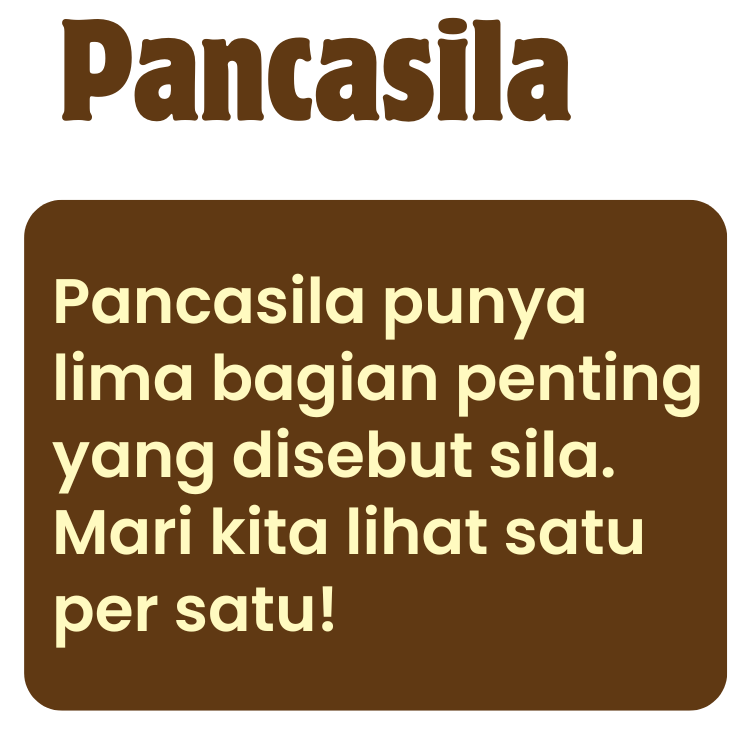 Pancasila
Pancasila punya
lima bagian penting
yang disebut sila.
Mari kita lihat satu
per satu!